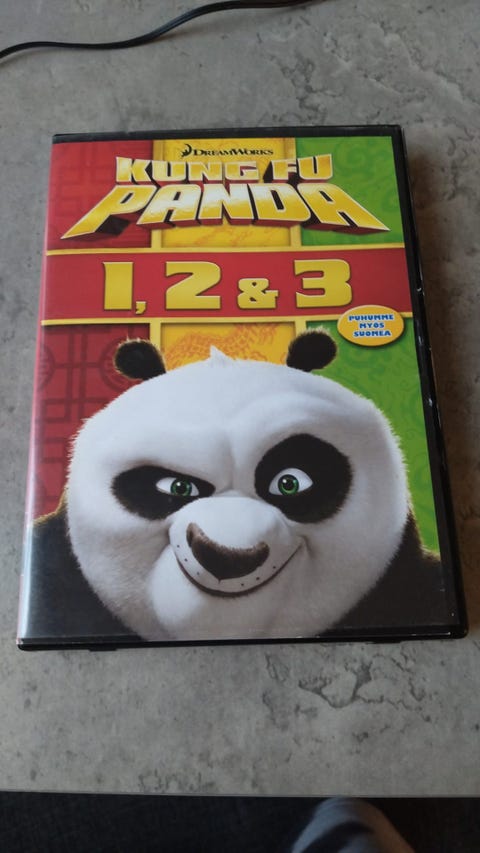 DREAMWORKS
KUNG FU
PANDA
1, 2 & 3
PUHUMME
MYÖS
SUOMEA